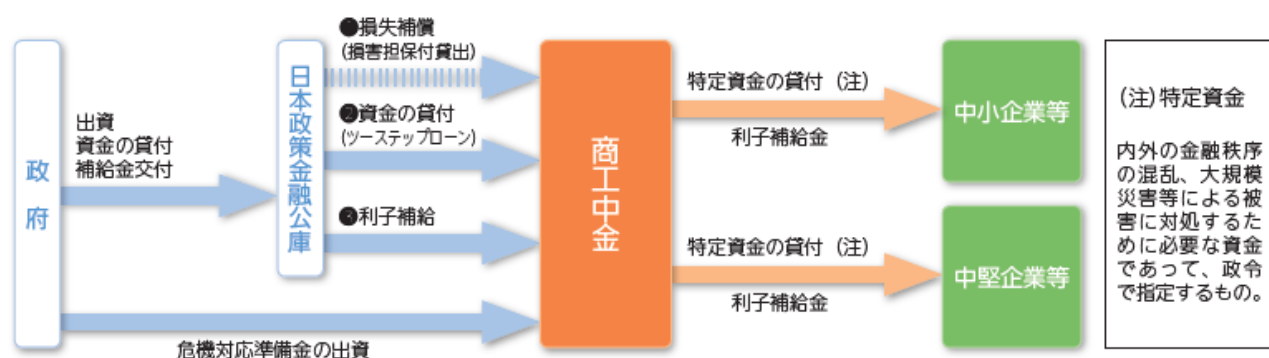 政府
出資
資金の貸付
補給金交付
日本政策金融公庫
❶損失補償
(損害担保付貸出)
❷資金の貸付
(ツーステップローン)
❸利子補給
危機対応準備金の出資
商工中金
特定資金の貸付（注）
利子補給金
中小企業等
特定資金の貸付（注）
利子補給金
中堅企業等
(注)特定資金
内外の金融秩序
の混乱、大規模
災害等による被
害に対処するた
めに必要な資金
であって、政令
で指定するもの。